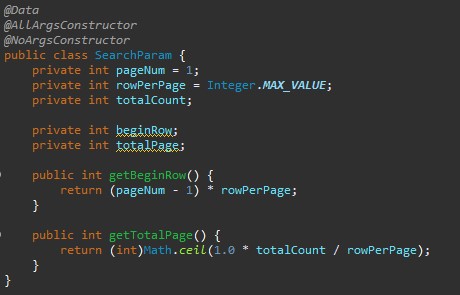 @Data
@AllArgsConstructor
@NoArgsConstructor
public class SearchParam {
    private int pageNum = 1;
    private int rowPerPage = Integer.MAX_VALUE;
    private int totalCount;

    private int beginRow;
    private int totalPage;

    public int getBeginRow() {
        return (pageNum - 1) * rowPerPage;
    }

    public int getTotalPage() {
        return (int)Math.ceil(1.0 * totalCount / rowPerPage);
    }
}